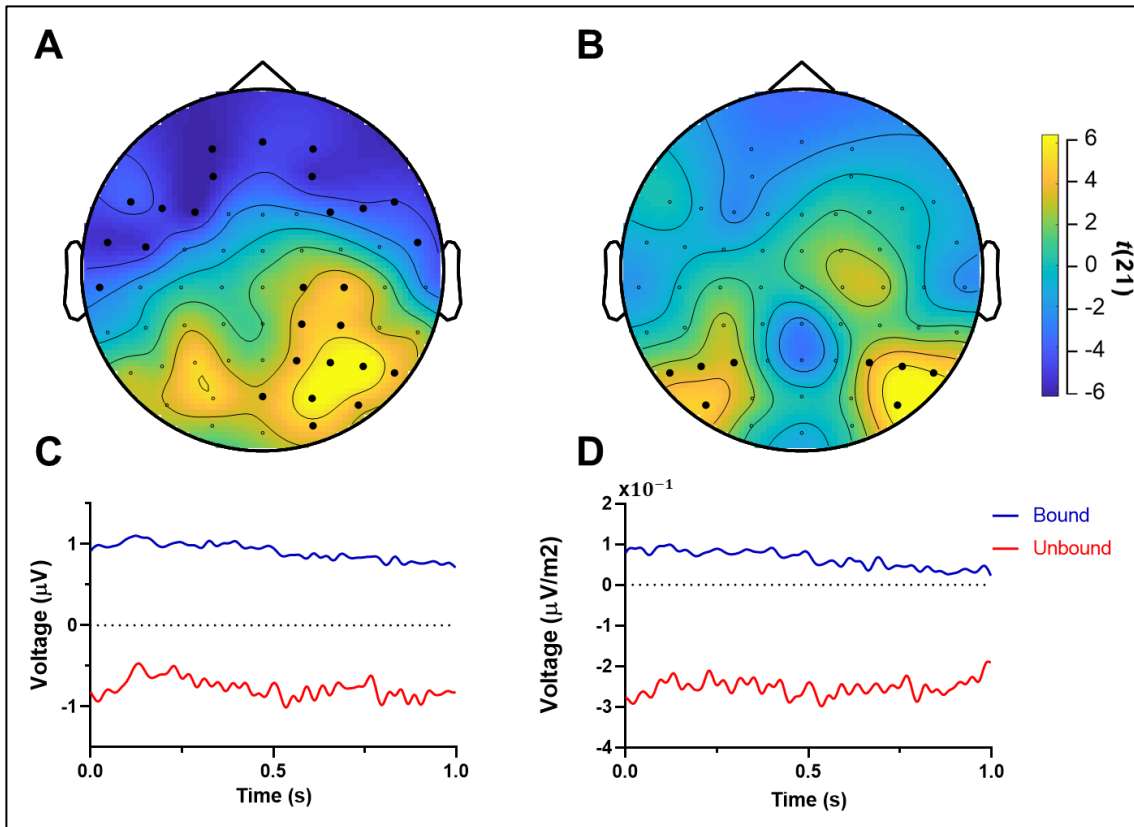 A
B
6
4
2
0
-2
-4
-6
t(21)
C
D
1
0
-1
Voltage (µV)
0.0
0.5
1.0
Time (s)
x10⁻¹
2
1
0
-1
-2
-3
-4
Voltage (µV/m2)
0.0
0.5
1.0
Time (s)
Bound
Unbound